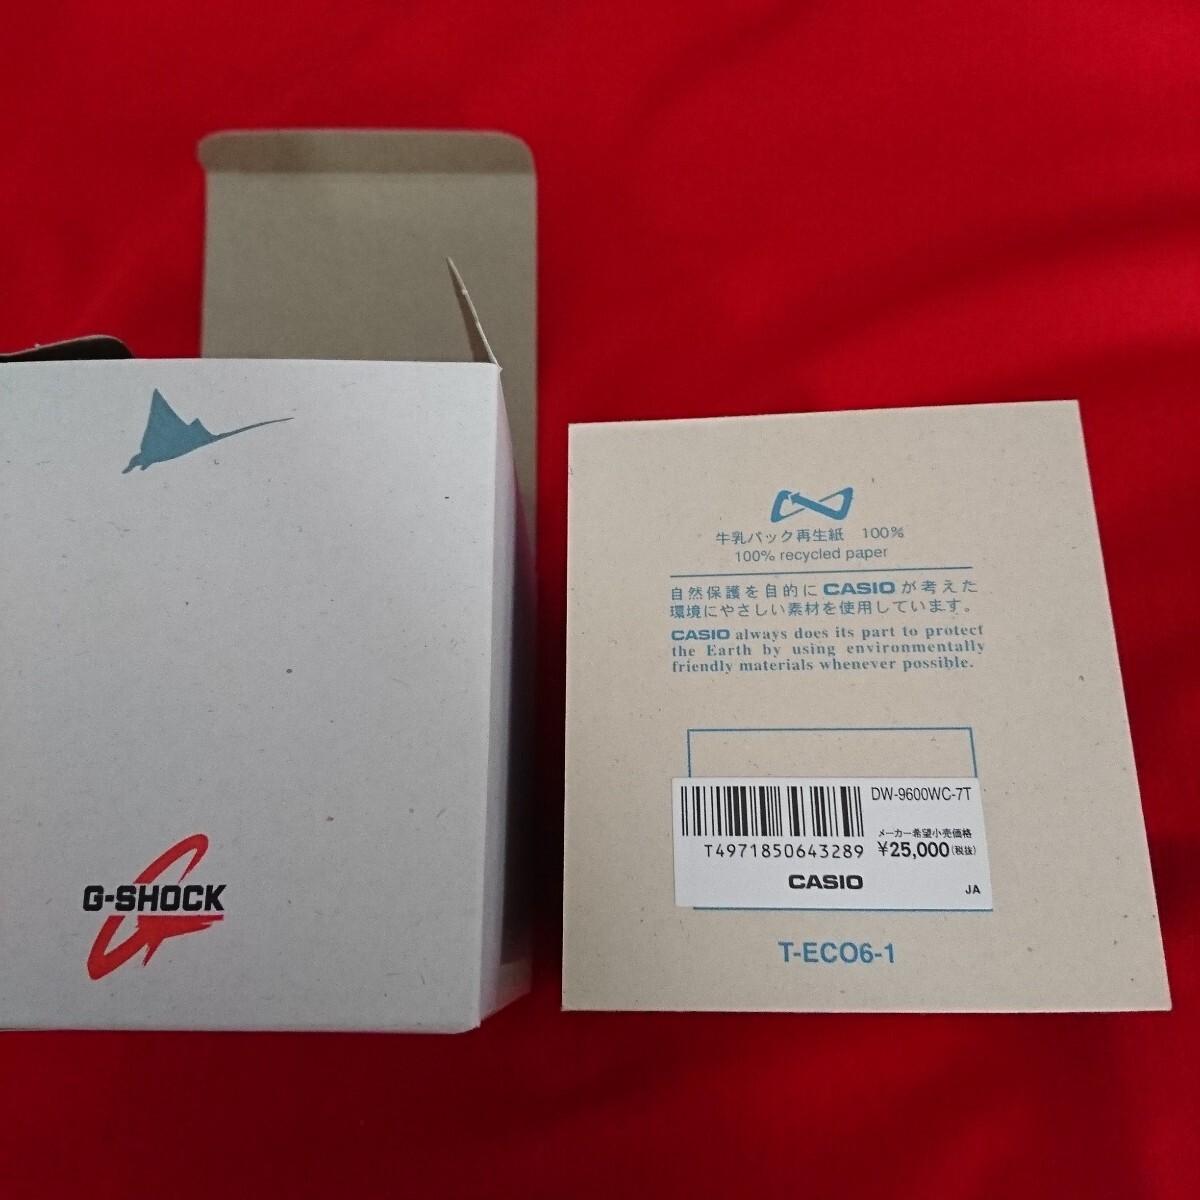 G-SHOCK
牛乳パック再生紙 100%
100% recycled paper
自然保護を目的にCASIOが考えた
環境にやさしい素材を使用しています。
CASIO always does its part to protect
the Earth by using environmentally
friendly materials whenever possible.
DW-9600WC-7T
メーカー希望小売価格
T4971850643289 ¥25,000(税抜)
CASIO
JA
T-ECO6-1